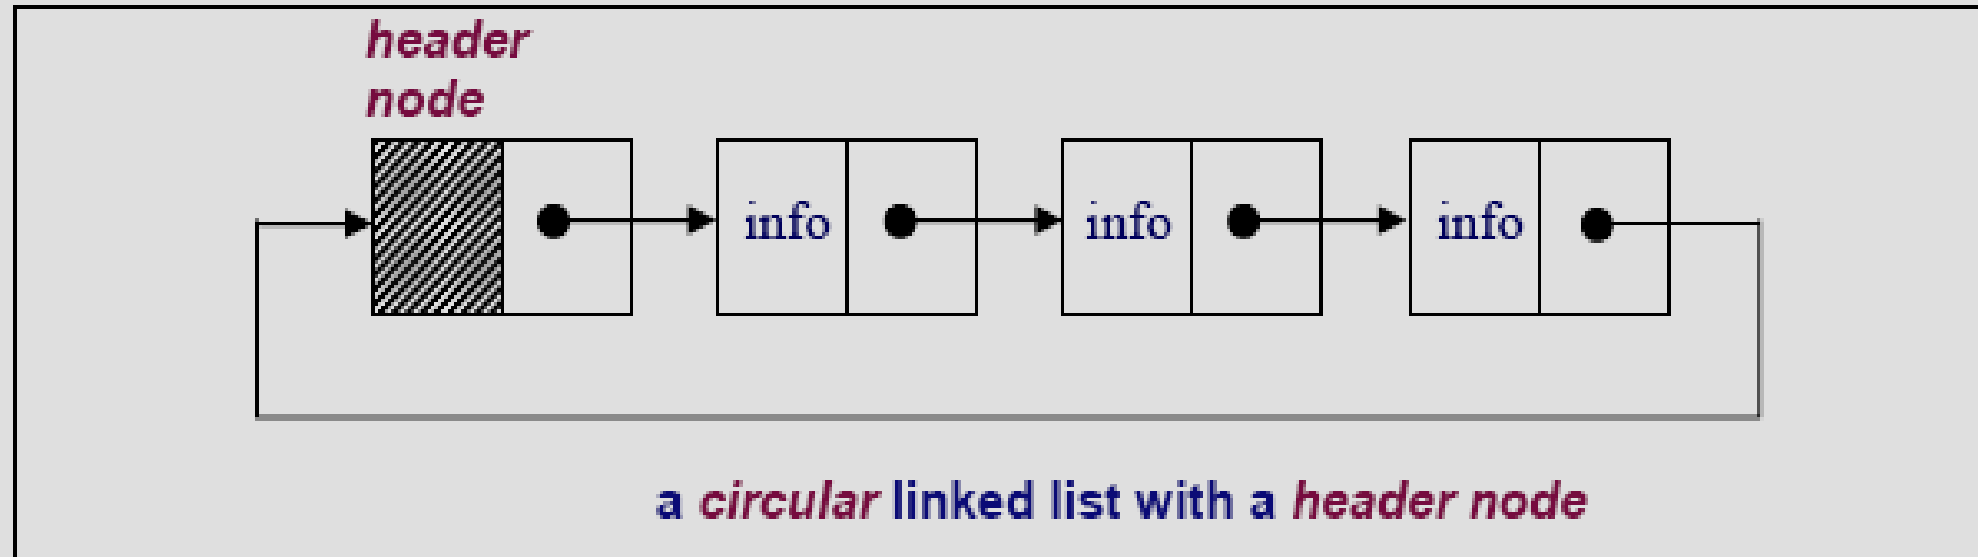 header
node
info info info
a circular linked list with a header node